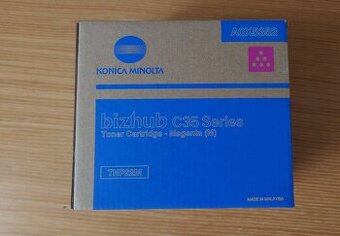 A0X5352
KONICA MINOLTA
bizhub C35 Series
Toner Cartridge - Magenta (M)
TNP22M
MADE IN MALAYSIA